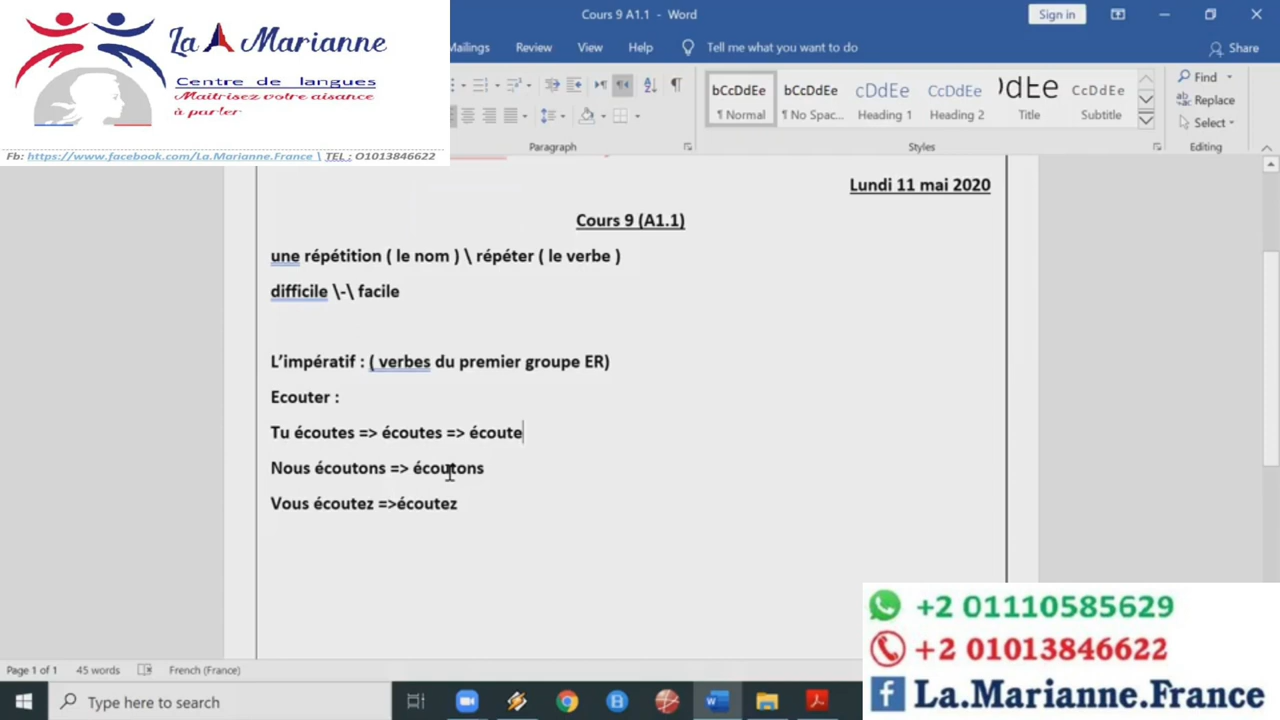 La Marianne
Centre de langues
Maîtrisez votre aisance
à parler
Fb: https://www.facebook.com/La.Marianne.France \ TEL : O1013846622
Cours 9 A1.1 - Word
Sign in
Mailings Review View Help Tell me what you want to do Share
bCcDdEe bCcDdEe cDdEe CcDdEe )dtEe CcDdEe
¶ Normal ¶ No Spac... Heading 1 Heading 2 Title Subtitle
Find
Replace
Select
Paragraph Styles Editing
Lundi 11 mai 2020
Cours 9 (A1.1)
une répétition ( le nom ) \ répéter ( le verbe )
difficile \-\ facile
L’impératif : ( verbes du premier groupe ER)
Ecouter :
Tu écoutes => écoutes => écoute
Nous écoutons => écoutons
Vous écoutez =>écoutez
+2 01110585629
+2 01013846622
La.Marianne.France
Page 1 of 1 45 words French (France)
Type here to search